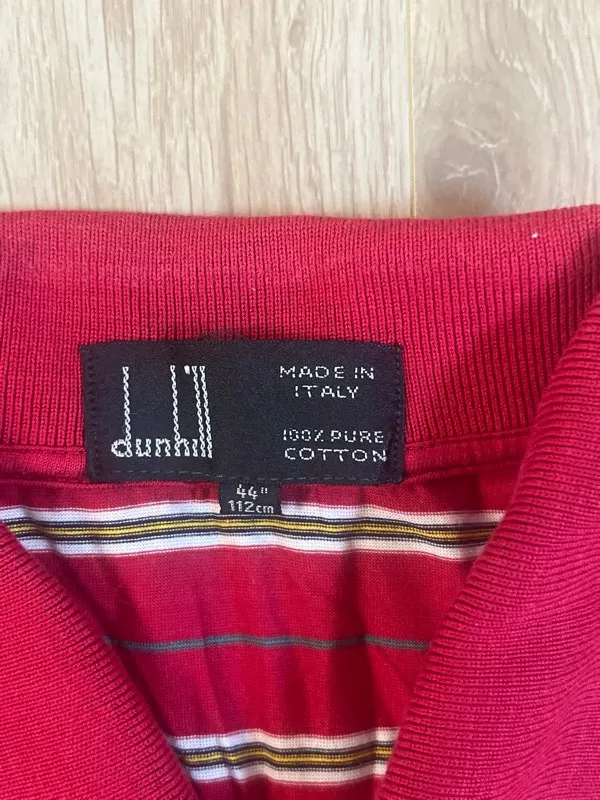 dunhill
MADE IN
ITALY
100% PURE
COTTON
44"
112cm